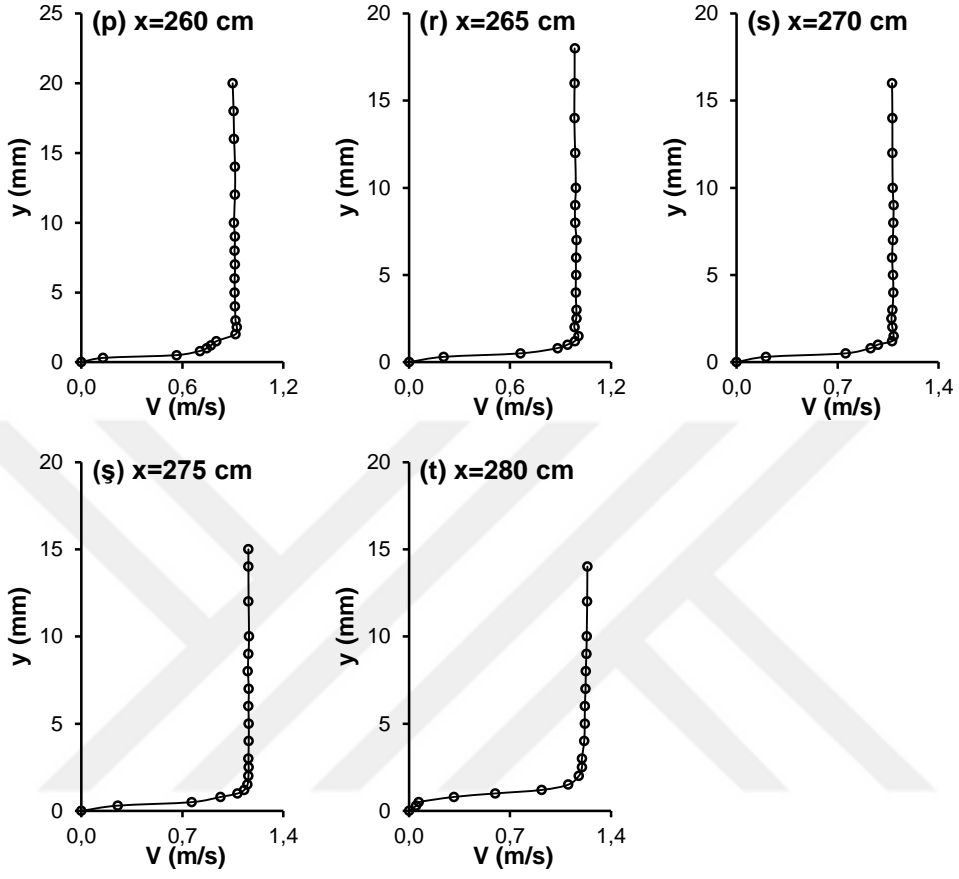 (p) x=260 cm
y (mm)
25
20
15
10
5
0
0,0 0,6 1,2
V (m/s)
(r) x=265 cm
y (mm)
20
15
10
5
0
0,0 0,6 1,2
V (m/s)
(s) x=270 cm
y (mm)
20
15
10
5
0
0,0 0,7 1,4
V (m/s)
(ş) x=275 cm
y (mm)
20
15
10
5
0
0,0 0,7 1,4
V (m/s)
(t) x=280 cm
y (mm)
20
15
10
5
0
0,0 0,7 1,4
V (m/s)